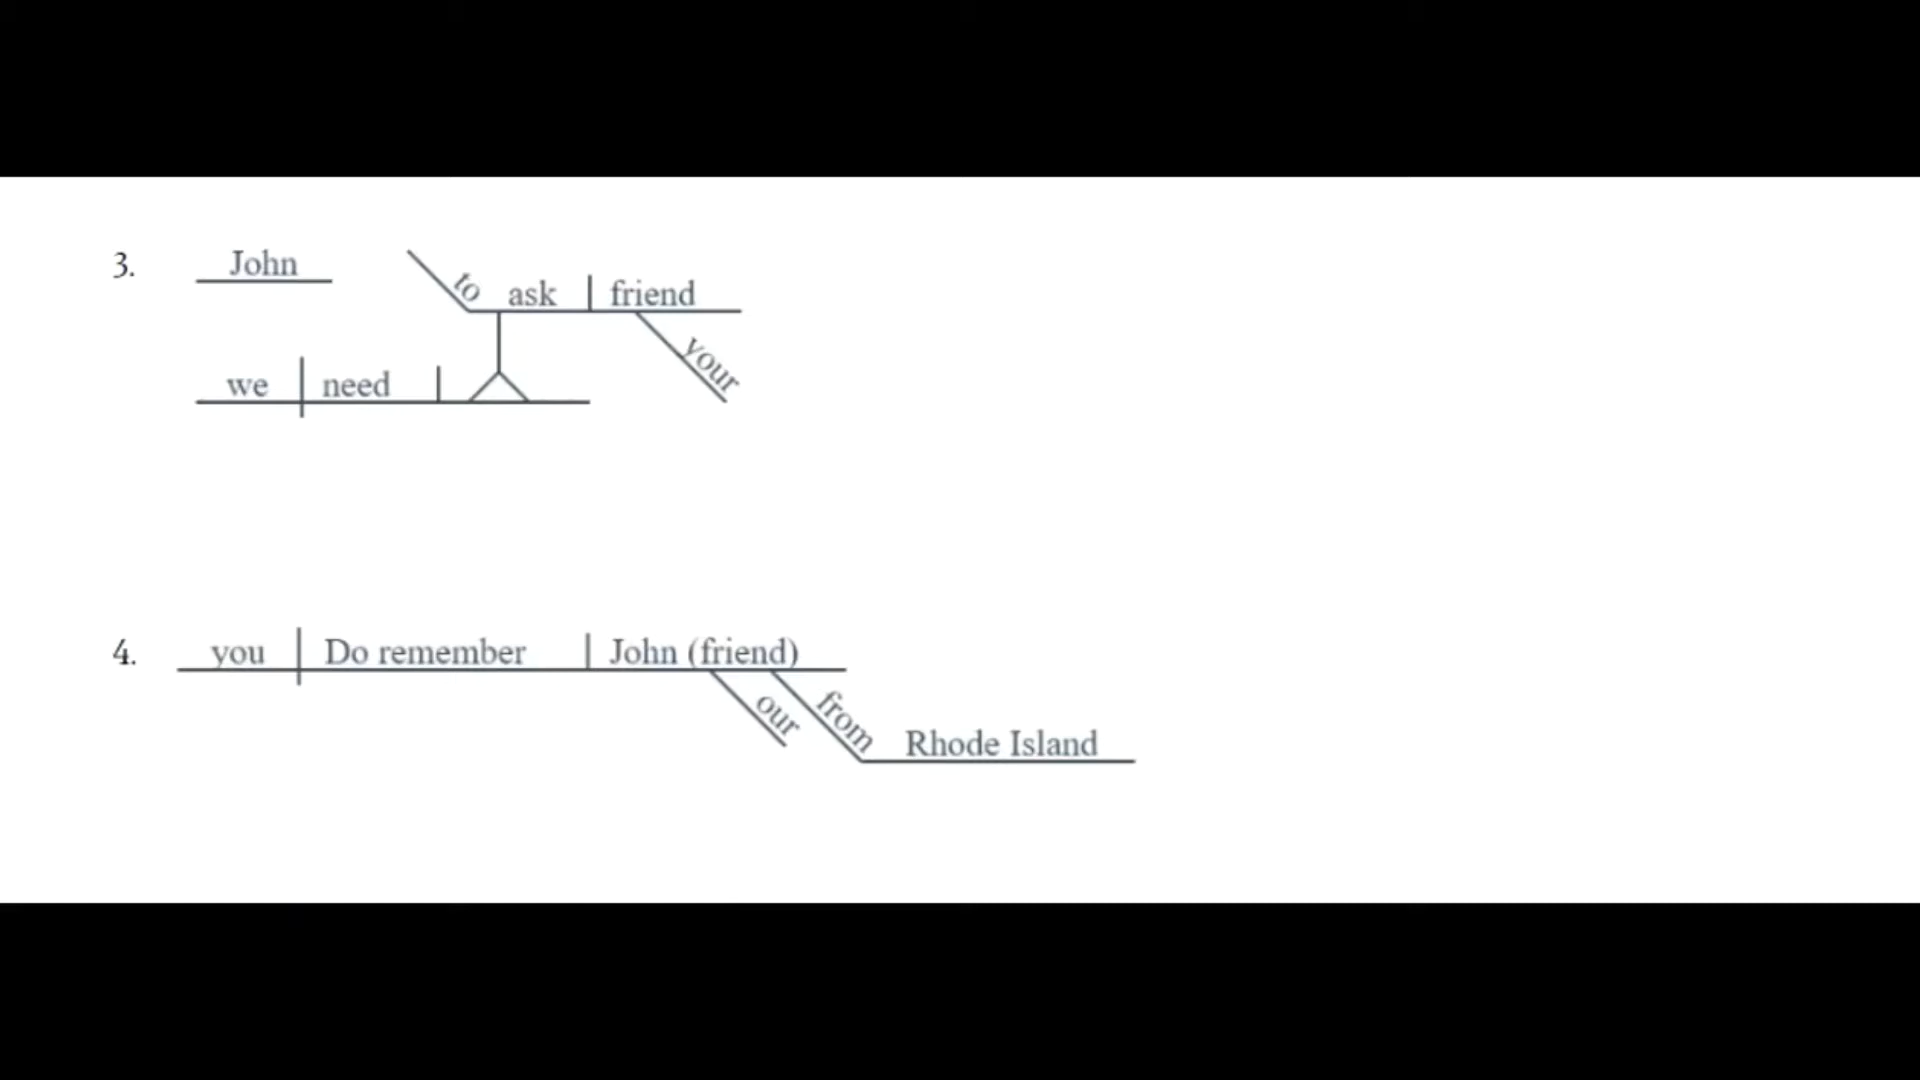 3. John
to ask friend
your
we need
4. you Do remember John (friend)
our from Rhode Island